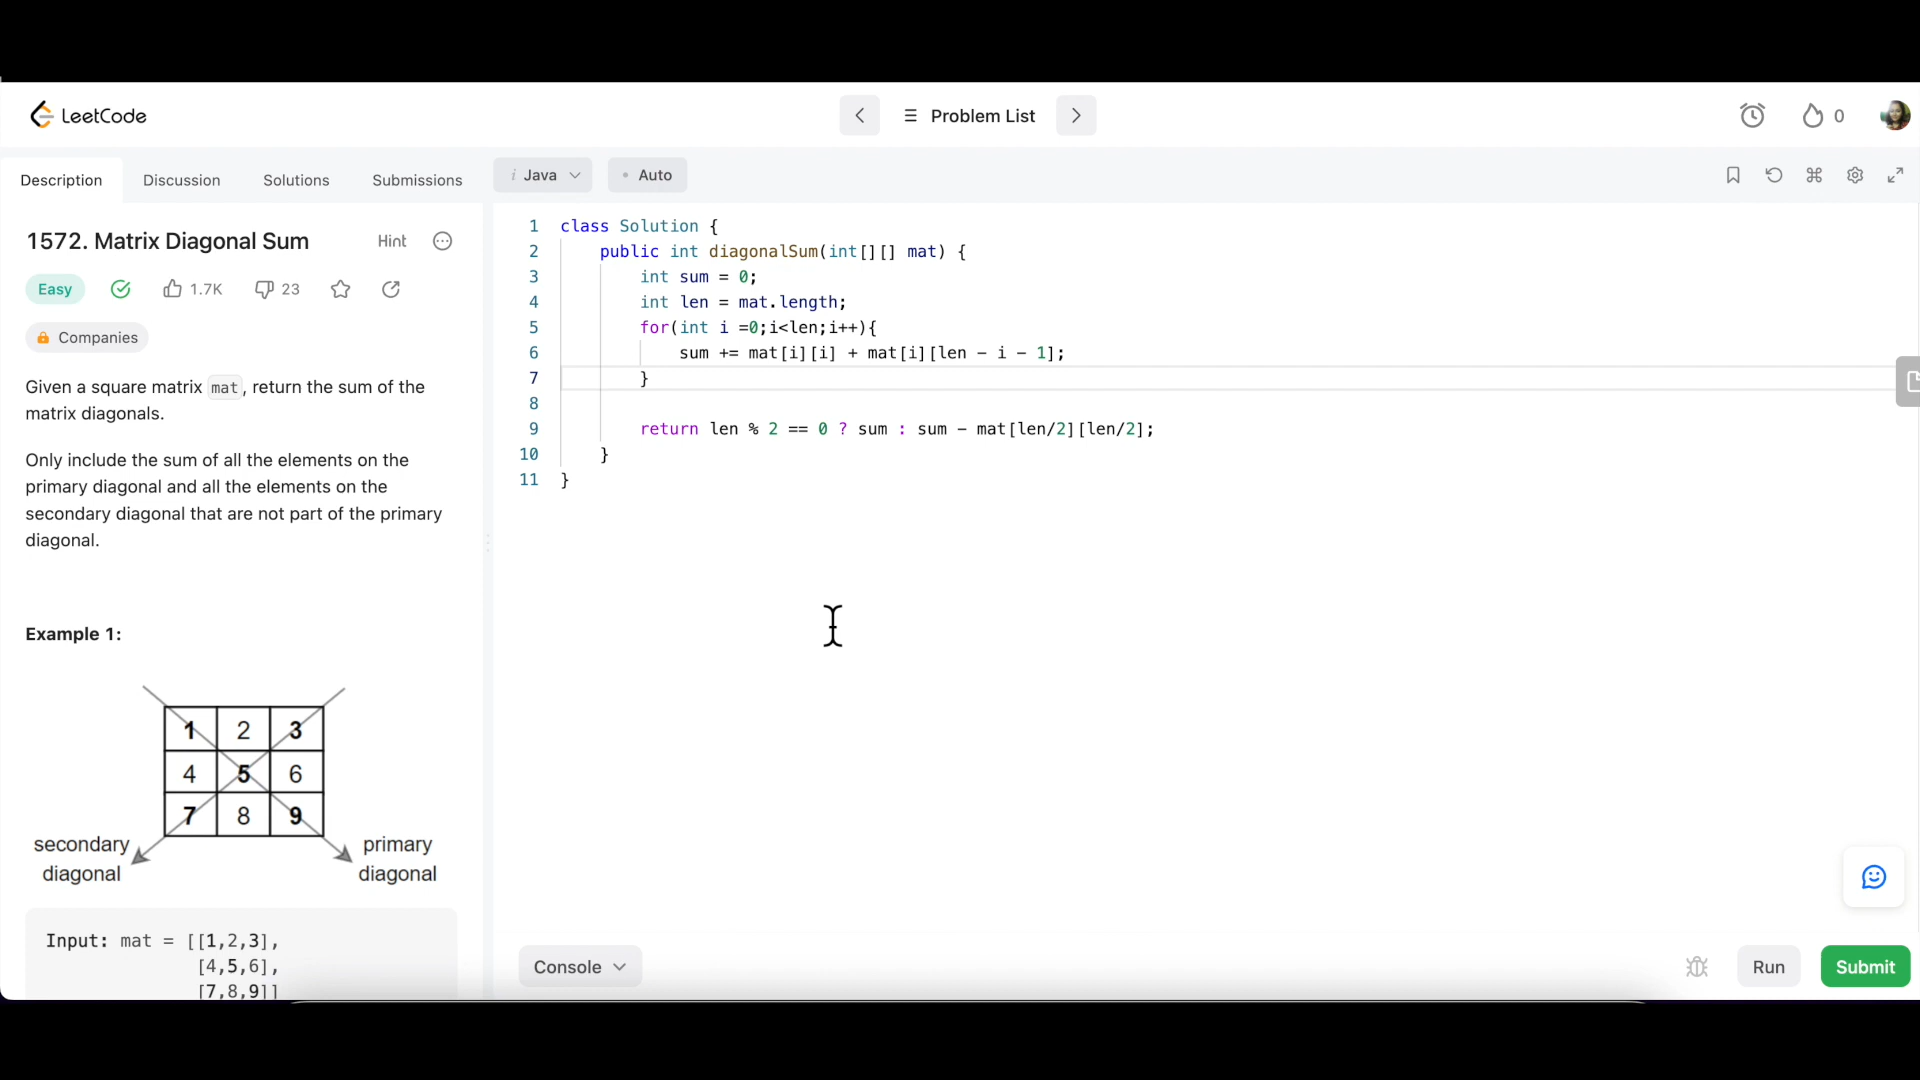 LeetCode
Problem List
0
Description
Discussion
Solutions
Submissions
i Java
Auto
1572. Matrix Diagonal Sum
Hint
Easy
1.7K
23
Companies
Given a square matrix mat, return the sum of the
matrix diagonals.
Only include the sum of all the elements on the
primary diagonal and all the elements on the
secondary diagonal that are not part of the primary
diagonal.
Example 1:
1 2 3
4 5 6
7 8 9
secondary
diagonal
primary
diagonal
Input: mat = [[1,2,3],
[4,5,6],
[7,8,9]]
1 class Solution {
2 public int diagonalSum(int[][] mat) {
3 int sum = 0;
4 int len = mat.length;
5 for(int i =0;i<len;i++){
6 sum += mat[i][i] + mat[i][len - i - 1];
7 }
8
9 return len % 2 == 0 ? sum : sum - mat[len/2][len/2];
10 }
11 }
Console
Run
Submit